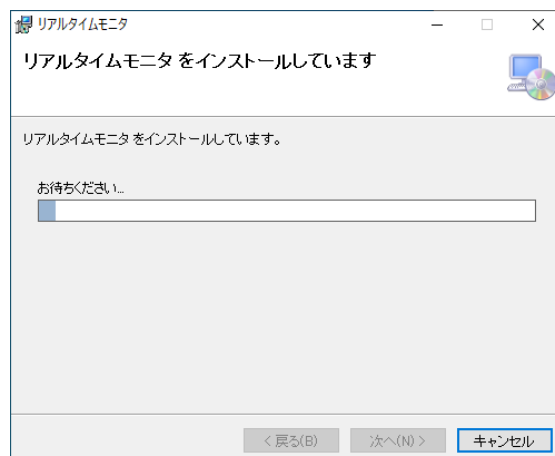 リアルタイムモニタ
リアルタイムモニタ をインストールしています
リアルタイムモニタ をインストールしています。
お待ちください...
< 戻る(B)
次へ(N) >
キャンセル